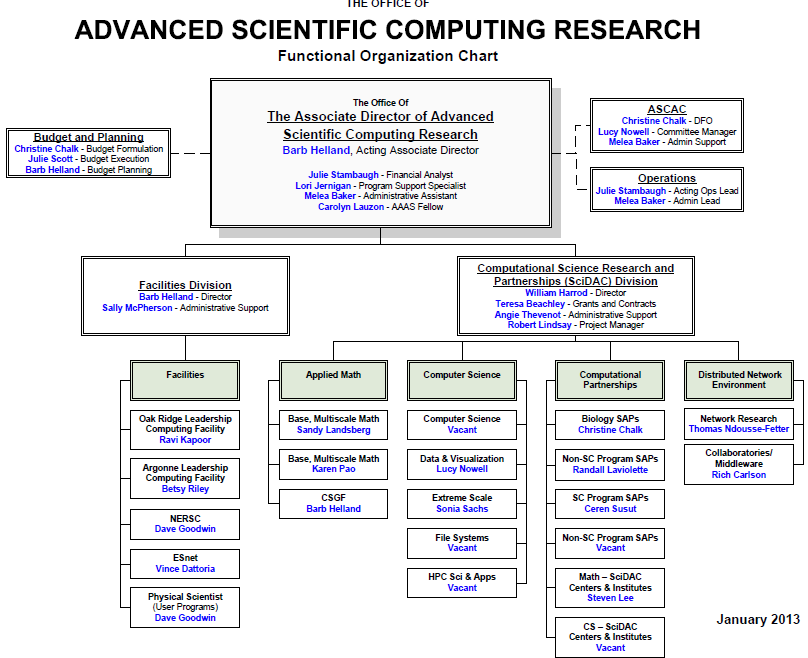 THE OFFICE OF
ADVANCED SCIENTIFIC COMPUTING RESEARCH
Functional Organization Chart
The Office Of
The Associate Director of Advanced
Scientific Computing Research
Barb Helland, Acting Associate Director
Julie Stambaugh - Financial Analyst
Lori Jernigan - Program Support Specialist
Melea Baker - Administrative Assistant
Carolyn Lauzon - AAAS Fellow
Budget and Planning
Christine Chalk - Budget Formulation
Julie Scott - Budget Execution
Barb Helland - Budget Planning
ASCAC
Christine Chalk - DFO
Lucy Nowell - Committee Manager
Melea Baker - Admin Support
Operations
Julie Stambaugh - Acting Ops Lead
Melea Baker - Admin Lead
Facilities Division
Barb Helland - Director
Sally McPherson - Administrative Support
Computational Science Research and
Partnerships (SciDAC) Division
William Harrod - Director
Teresa Beachley - Grants and Contracts
Angie Thevenot - Administrative Support
Robert Lindsay - Project Manager
Facilities
Oak Ridge Leadership
Computing Facility
Ravi Kapoor
Argonne Leadership
Computing Facility
Betsy Riley
NERSC
Dave Goodwin
ESnet
Vince Dattoria
Physical Scientist
(User Programs)
Dave Goodwin
Applied Math
Base, Multiscale Math
Sandy Landsberg
Base, Multiscale Math
Karen Pao
CSGF
Barb Helland
Computer Science
Computer Science
Vacant
Data & Visualization
Lucy Nowell
Extreme Scale
Sonia Sachs
File Systems
Vacant
HPC Sci & Apps
Vacant
Computational
Partnerships
Biology SAPs
Christine Chalk
Non-SC Program SAPs
Randall Laviolette
SC Program SAPs
Ceren Susut
Non-SC Program SAPs
Vacant
Math – SciDAC
Centers & Institutes
Steven Lee
CS – SciDAC
Centers & Institutes
Vacant
Distributed Network
Environment
Network Research
Thomas Ndousse-Fetter
Collaboratories/
Middleware
Rich Carlson
January 2013